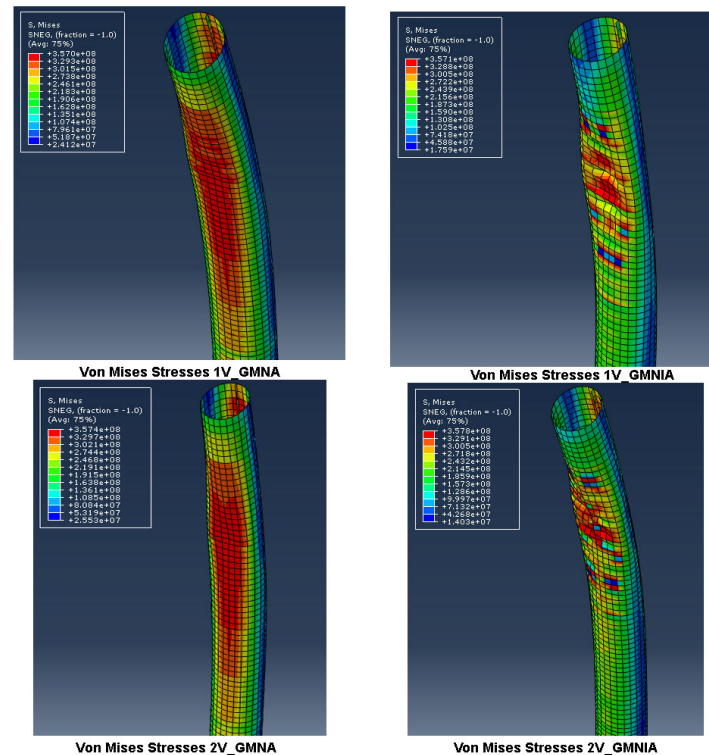 S, Mises
SNEG, (fraction = -1.0)
(Avg: 75%)
+3.570e+08
+3.293e+08
+3.015e+08
+2.738e+08
+2.461e+08
+2.183e+08
+1.906e+08
+1.628e+08
+1.351e+08
+1.074e+08
+7.961e+07
+5.187e+07
+2.412e+07
Von Mises Stresses 1V_GMNA
S, Mises
SNEG, (fraction = -1.0)
(Avg: 75%)
+3.571e+08
+3.288e+08
+3.005e+08
+2.722e+08
+2.439e+08
+2.156e+08
+1.873e+08
+1.590e+08
+1.308e+08
+1.025e+08
+7.418e+07
+4.588e+07
+1.759e+07
Von Mises Stresses 1V_GMNIA
S, Mises
SNEG, (fraction = -1.0)
(Avg: 75%)
+3.574e+08
+3.297e+08
+3.021e+08
+2.744e+08
+2.468e+08
+2.191e+08
+1.915e+08
+1.638e+08
+1.361e+08
+1.085e+08
+8.084e+07
+5.319e+07
+2.553e+07
Von Mises Stresses 2V_GMNA
S, Mises
SNEG, (fraction = -1.0)
(Avg: 75%)
+3.578e+08
+3.291e+08
+3.005e+08
+2.718e+08
+2.432e+08
+2.145e+08
+1.859e+08
+1.573e+08
+1.286e+08
+9.997e+07
+7.132e+07
+4.268e+07
+1.403e+07
Von Mises Stresses 2V_GMNIA